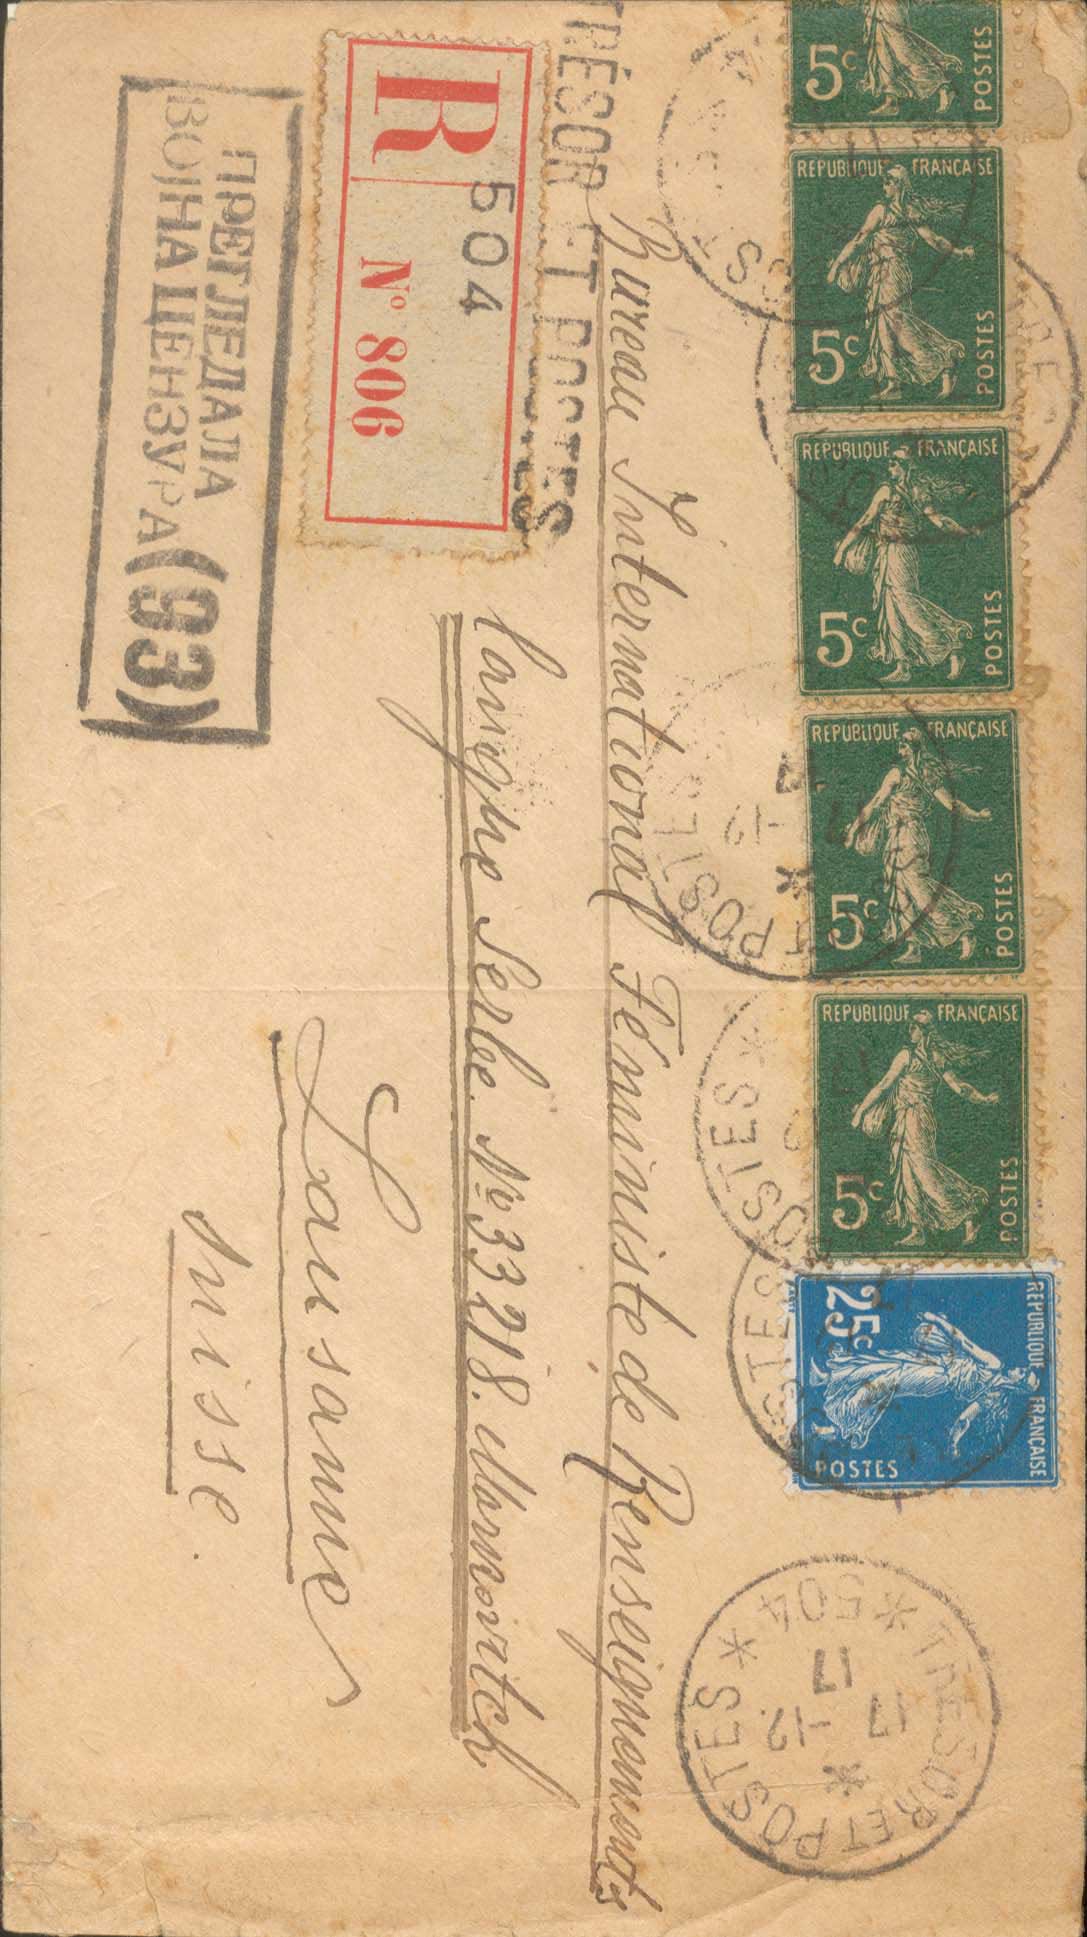 5c POSTES
REPUBLIQUE FRANÇAISE
5c POSTES
REPUBLIQUE FRANÇAISE
5c POSTES
REPUBLIQUE FRANÇAISE
5c POSTES
REPUBLIQUE FRANÇAISE
5c POSTES
REPUBLIQUE FRANÇAISE
25c POSTES
TRÉSOR ET POSTES
* 504 *
17
17-12
*
TRÉSOR ET POSTES
R
504
No 806
Bureau International Féministe de Renseignements
langue Serbe. No 33218.
Lausanne
Suisse.
ПРЕГЛЕДАЛА
ВОЈНА ЦЕНЗУРА (93)